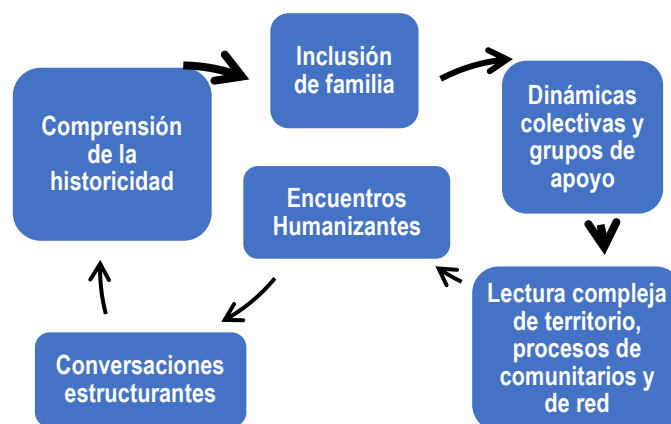 Inclusión
de familia
Comprensión
de la
historicidad
Dinámicas
colectivas y
grupos de
apoyo
Encuentros
Humanizantes
Lectura compleja
de territorio,
procesos de
comunitarios y
de red
Conversaciones
estructurantes